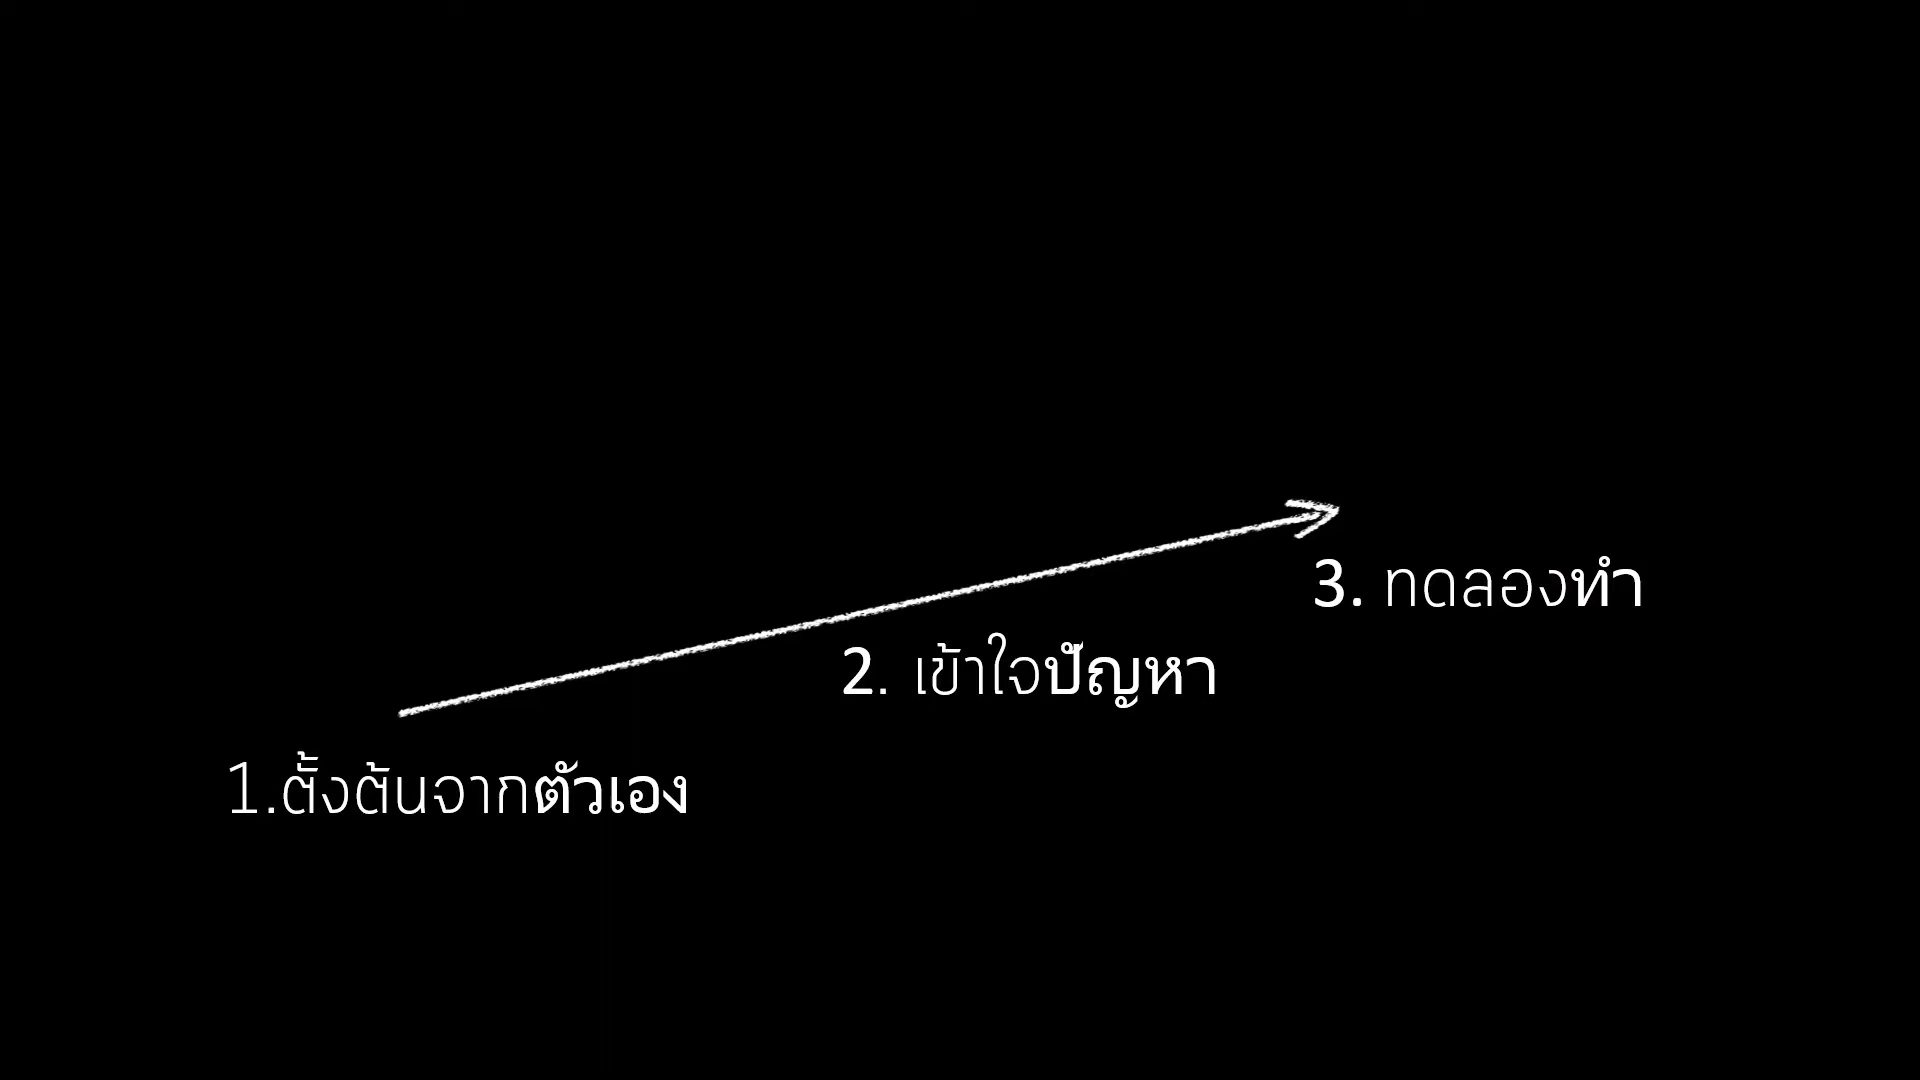 1.ตั้งต้นจากตัวเอง
2. เข้าใจปัญหา
3. ทดลองทำ